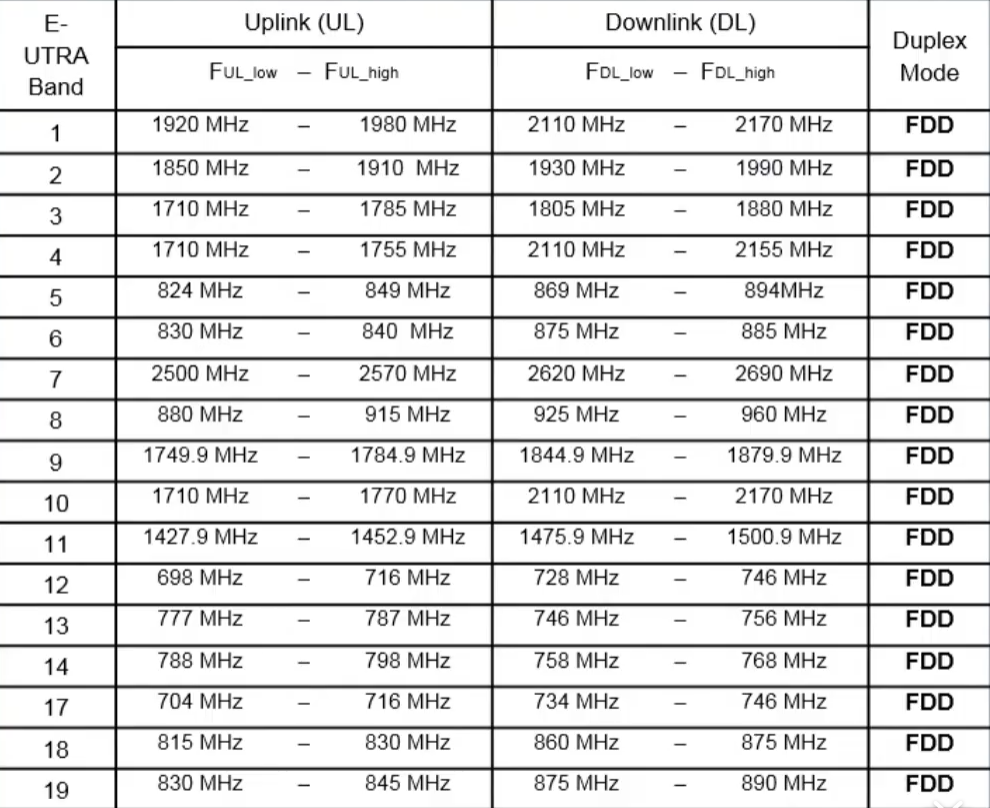 E-UTRA Band Uplink (UL) Downlink (DL) Duplex Mode
FUL_low – FUL_high FDL_low – FDL_high
1 1920 MHz – 1980 MHz 2110 MHz – 2170 MHz FDD
2 1850 MHz – 1910 MHz 1930 MHz – 1990 MHz FDD
3 1710 MHz – 1785 MHz 1805 MHz – 1880 MHz FDD
4 1710 MHz – 1755 MHz 2110 MHz – 2155 MHz FDD
5 824 MHz – 849 MHz 869 MHz – 894MHz FDD
6 830 MHz – 840 MHz 875 MHz – 885 MHz FDD
7 2500 MHz – 2570 MHz 2620 MHz – 2690 MHz FDD
8 880 MHz – 915 MHz 925 MHz – 960 MHz FDD
9 1749.9 MHz – 1784.9 MHz 1844.9 MHz – 1879.9 MHz FDD
10 1710 MHz – 1770 MHz 2110 MHz – 2170 MHz FDD
11 1427.9 MHz – 1452.9 MHz 1475.9 MHz – 1500.9 MHz FDD
12 698 MHz – 716 MHz 728 MHz – 746 MHz FDD
13 777 MHz – 787 MHz 746 MHz – 756 MHz FDD
14 788 MHz – 798 MHz 758 MHz – 768 MHz FDD
17 704 MHz – 716 MHz 734 MHz – 746 MHz FDD
18 815 MHz – 830 MHz 860 MHz – 875 MHz FDD
19 830 MHz – 845 MHz 875 MHz – 890 MHz FDD